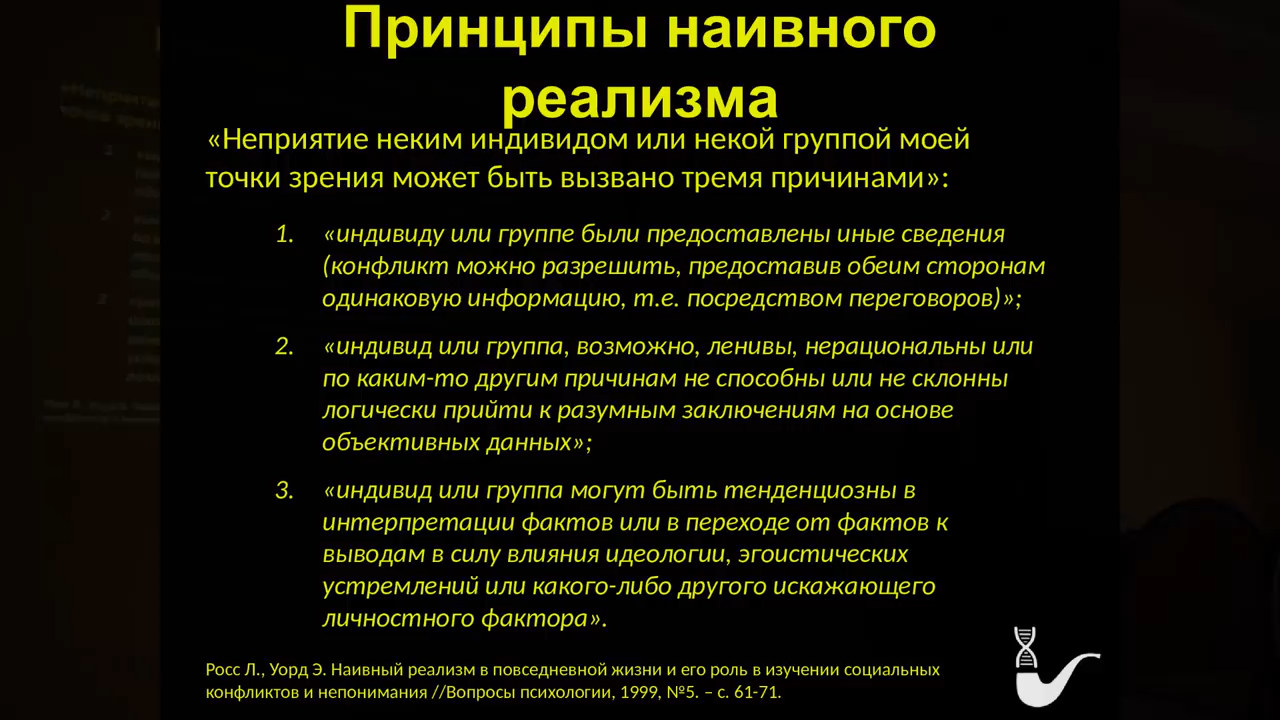 Принципы наивного
реализма
«Неприятие неким индивидом или некой группой моей
точки зрения может быть вызвано тремя причинами»:
1. «индивиду или группе были предоставлены иные сведения
(конфликт можно разрешить, предоставив обеим сторонам
одинаковую информацию, т.е. посредством переговоров)»;
2. «индивид или группа, возможно, ленивы, нерациональны или
по каким-то другим причинам не способны или не склонны
логически прийти к разумным заключениям на основе
объективных данных»;
3. «индивид или группа могут быть тенденциозны в
интерпретации фактов или в переходе от фактов к
выводам в силу влияния идеологии, эгоистических
устремлений или какого-либо другого искажающего
личностного фактора».
Росс Л., Уорд Э. Наивный реализм в повседневной жизни и его роль в изучении социальных
конфликтов и непонимания //Вопросы психологии, 1999, №5. – с. 61-71.